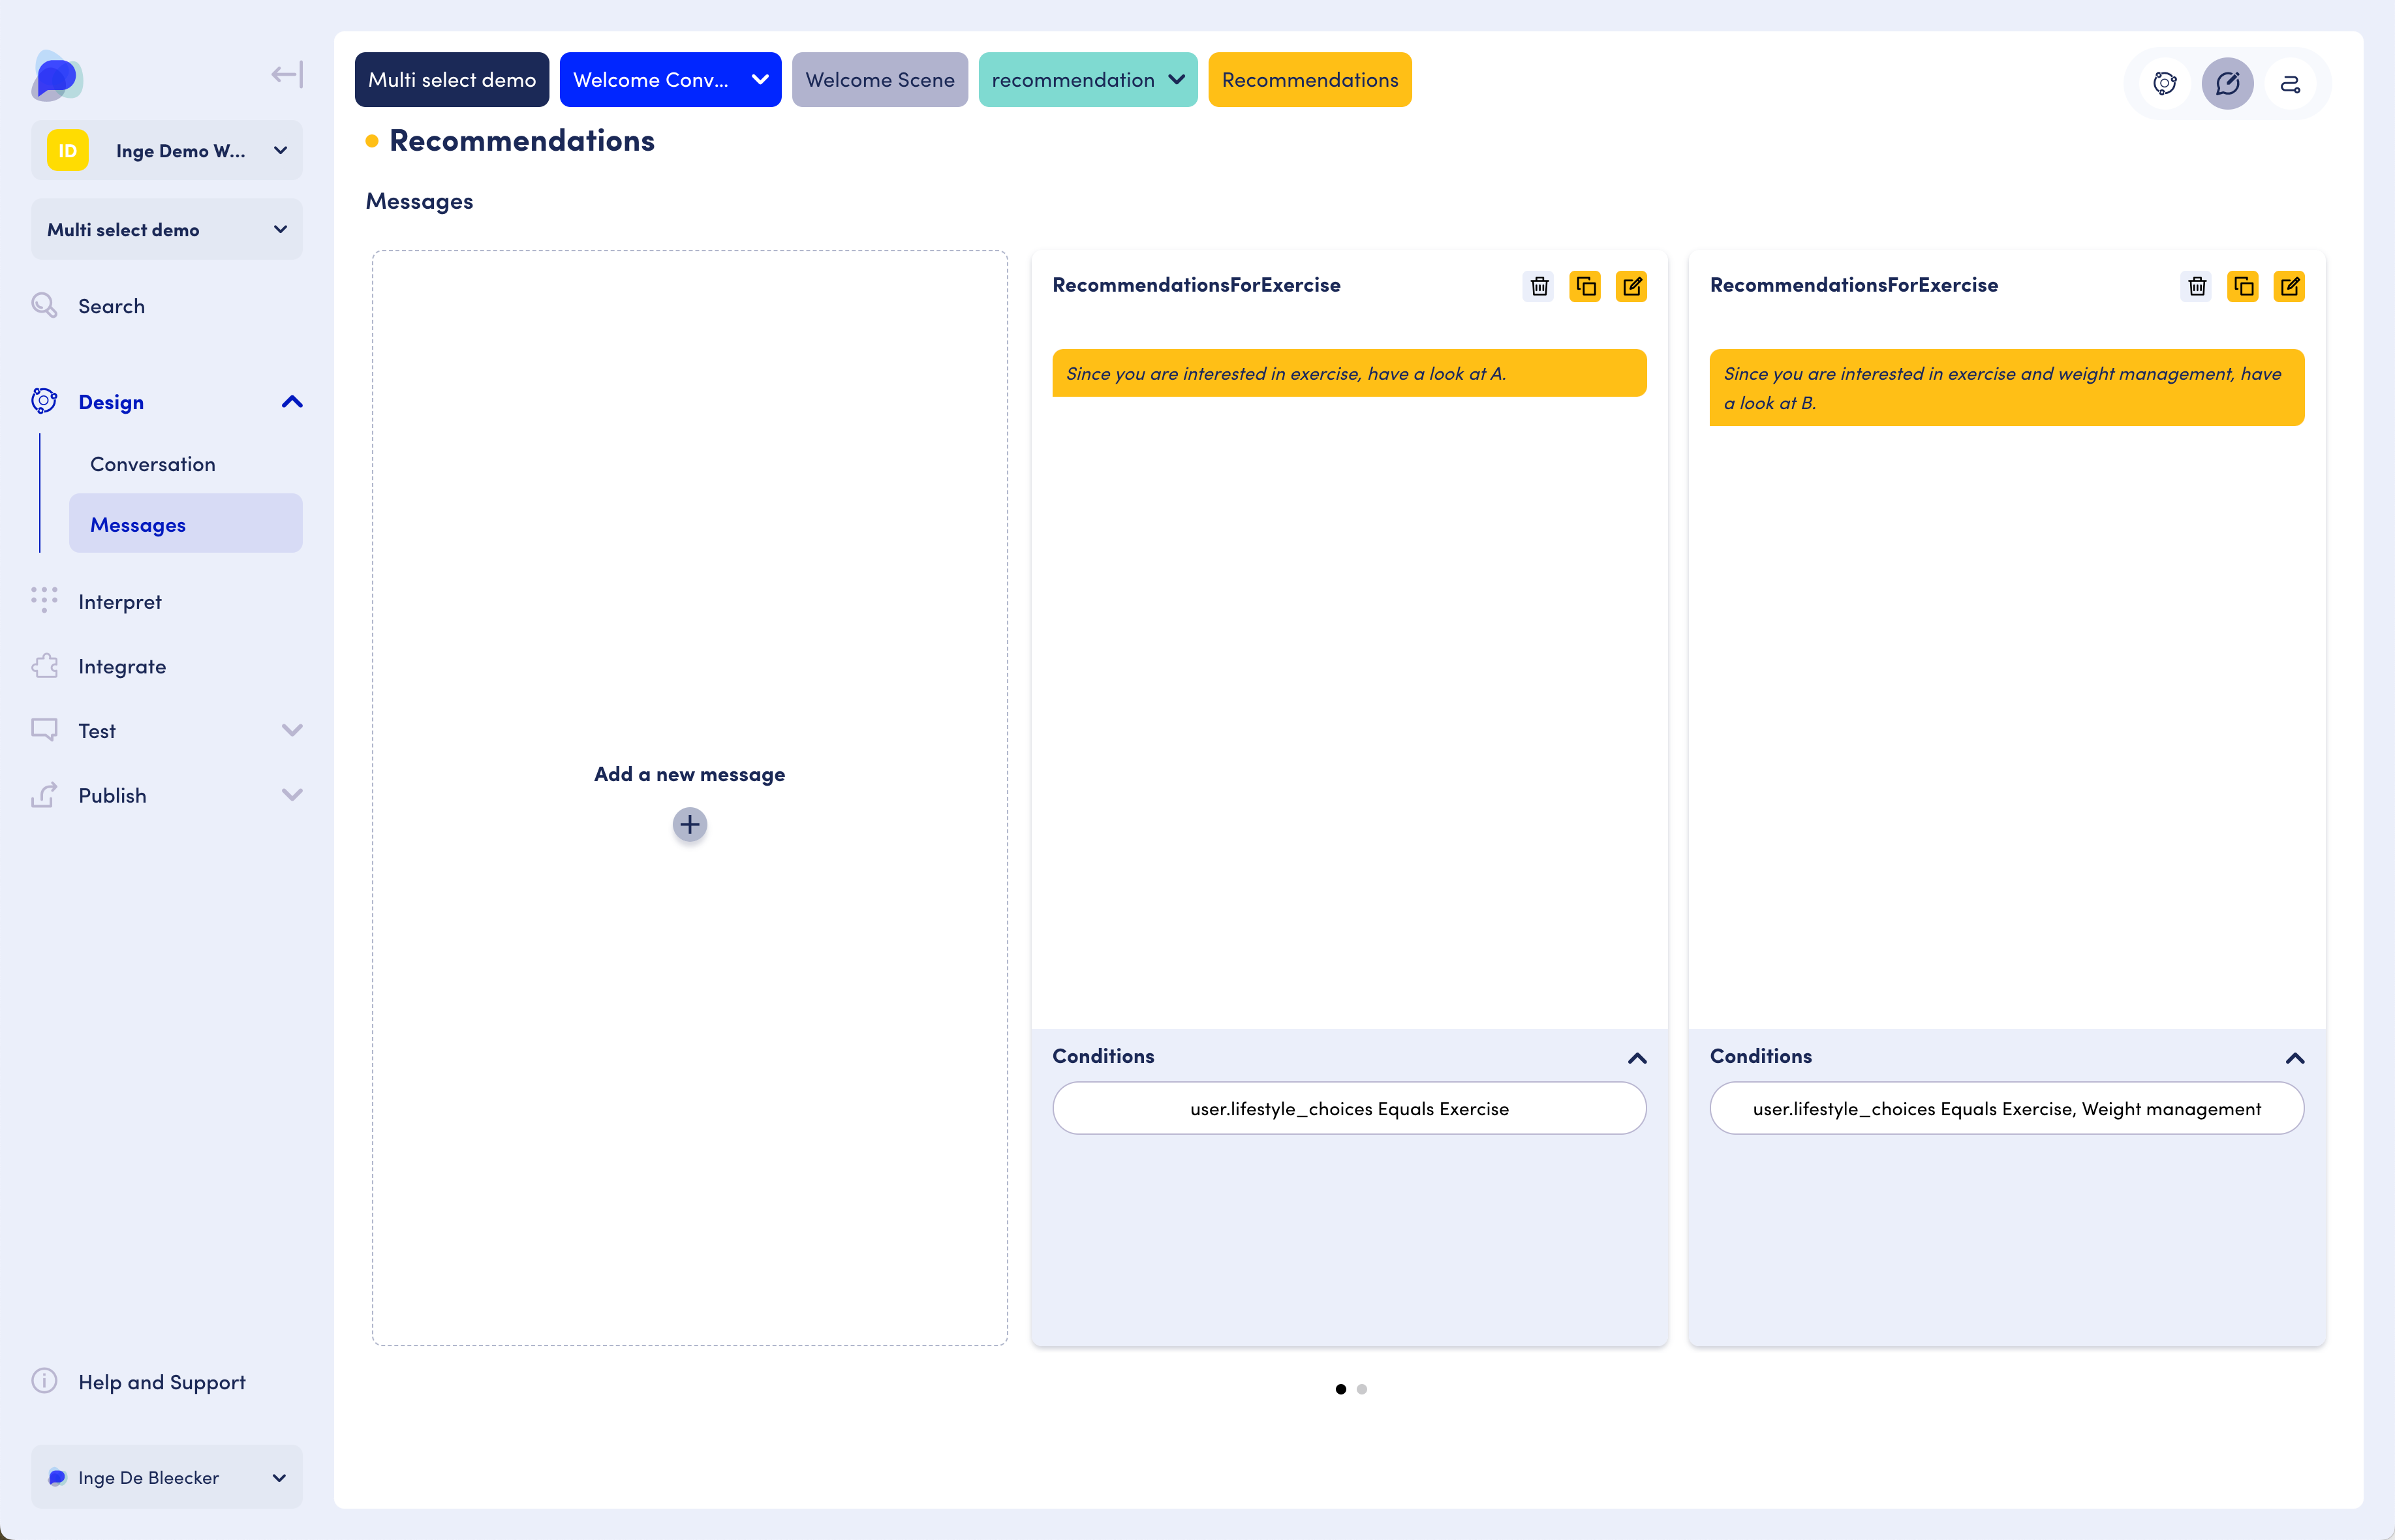 Multi select demo
Welcome Conv...
Welcome Scene
recommendation
Recommendations
ID
Inge Demo W...
Multi select demo
Search
Design
Conversation
Messages
Interpret
Integrate
Test
Publish
Help and Support
Inge De Bleecker
Recommendations
Messages
Add a new message
RecommendationsForExercise
Since you are interested in exercise, have a look at A.
Conditions
user.lifestyle_choices Equals Exercise
RecommendationsForExercise
Since you are interested in exercise and weight management, have
a look at B.
Conditions
user.lifestyle_choices Equals Exercise, Weight management